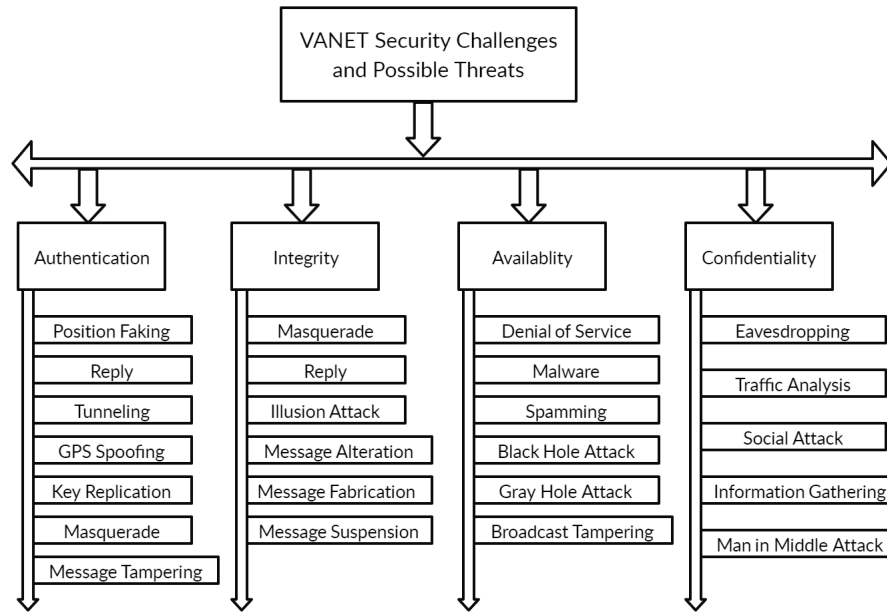 VANET Security Challenges
and Possible Threats
Authentication
Integrity
Availablity
Confidentiality
Position Faking
Reply
Tunneling
GPS Spoofing
Key Replication
Masquerade
Message Tampering
Masquerade
Reply
Illusion Attack
Message Alteration
Message Fabrication
Message Suspension
Denial of Service
Malware
Spamming
Black Hole Attack
Gray Hole Attack
Broadcast Tampering
Eavesdropping
Traffic Analysis
Social Attack
Information Gathering
Man in Middle Attack